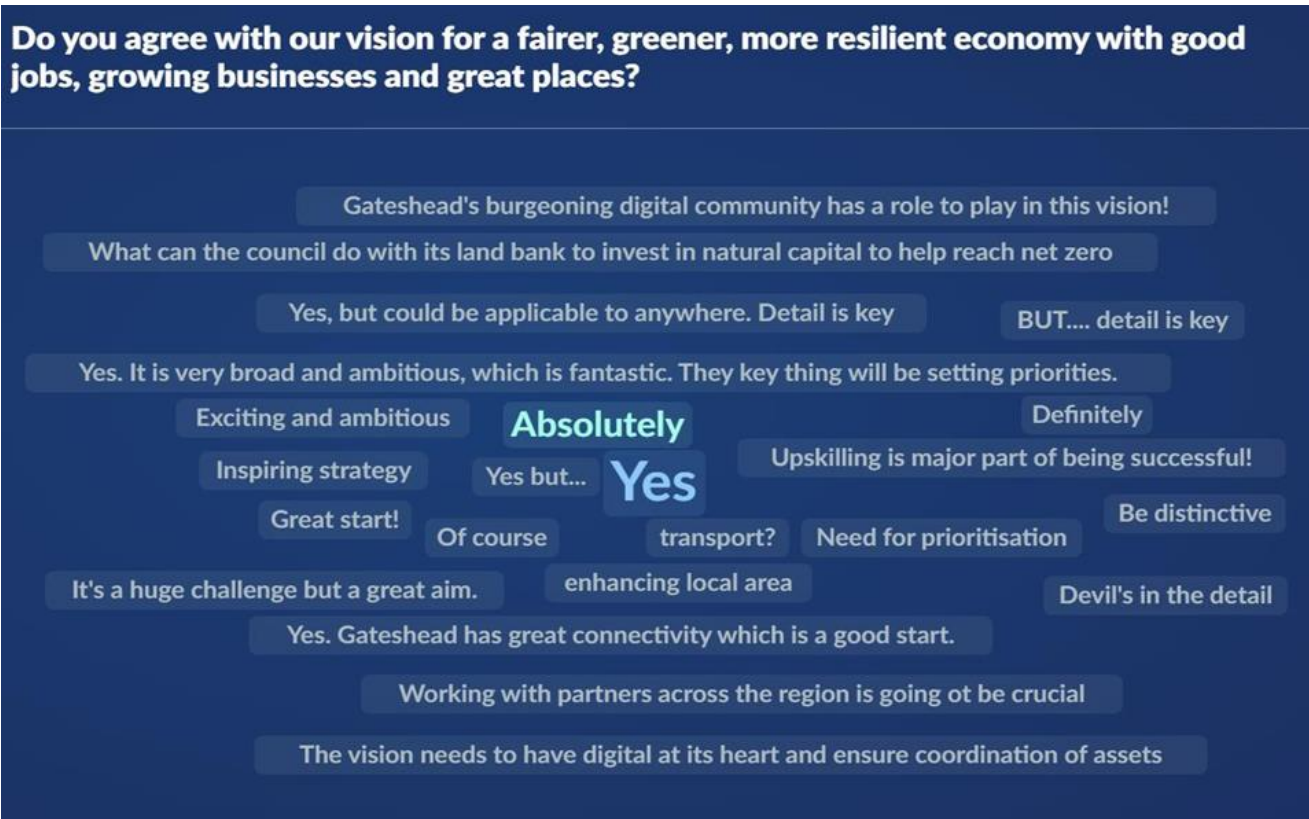 Do you agree with our vision for a fairer, greener, more resilient economy with good
jobs, growing businesses and great places?
Gateshead's burgeoning digital community has a role to play in this vision!
What can the council do with its land bank to invest in natural capital to help reach net zero
Yes, but could be applicable to anywhere. Detail is key
BUT.... detail is key
Yes. It is very broad and ambitious, which is fantastic. They key thing will be setting priorities.
Exciting and ambitious
Absolutely
Definitely
Inspiring strategy
Yes but...
Yes
Upskilling is major part of being successful!
Great start!
Of course
transport?
Need for prioritisation
Be distinctive
It's a huge challenge but a great aim.
enhancing local area
Devil's in the detail
Yes. Gateshead has great connectivity which is a good start.
Working with partners across the region is going ot be crucial
The vision needs to have digital at its heart and ensure coordination of assets